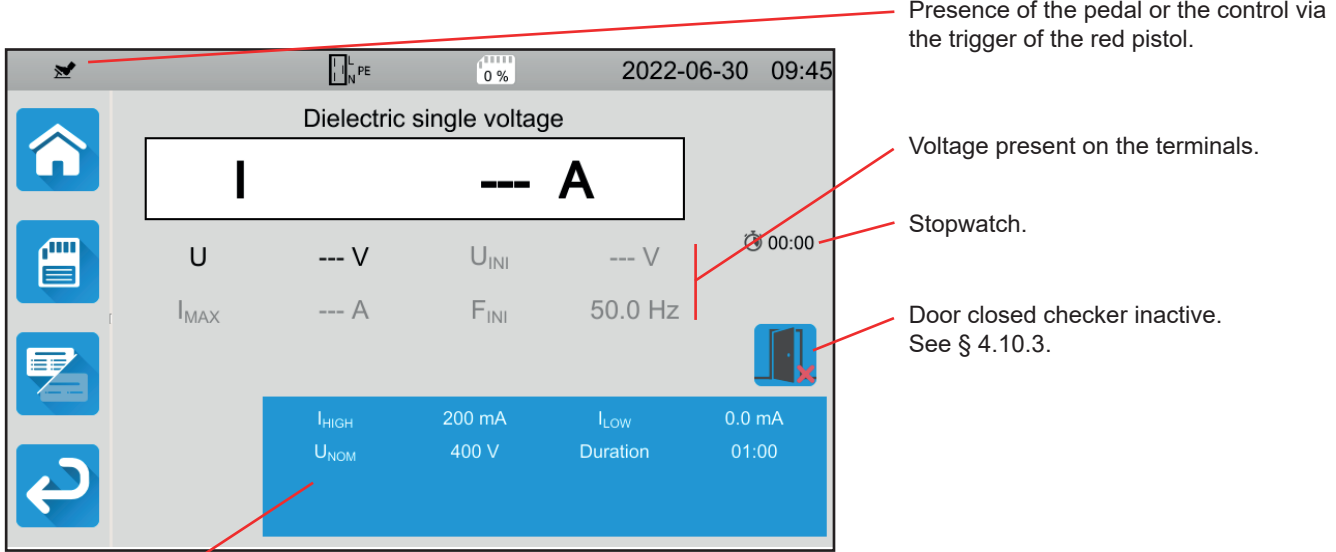 Presence of the pedal or the control via
the trigger of the red pistol.
L
N PE
0 %
2022-06-30 09:45
Dielectric single voltage
I --- A
Voltage present on the terminals.
Stopwatch.
00:00
U --- V UINI --- V
IMAX --- A FINI 50.0 Hz
Door closed checker inactive.
See § 4.10.3.
IHIGH 200 mA ILOW 0.0 mA
UNOM 400 V Duration 01:00